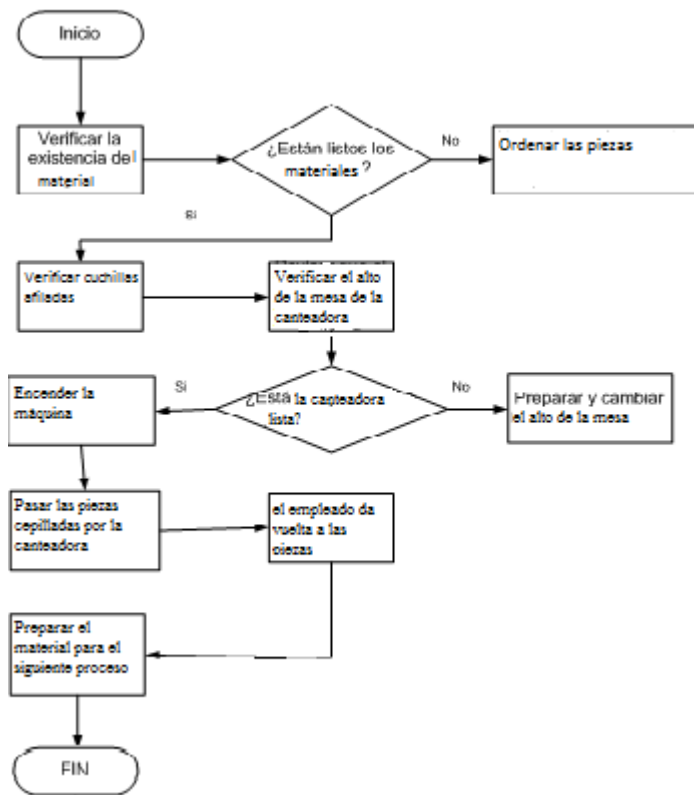 Inicio
Verificar la
existencia del
material
¿Están listos los
materiales ?
No
Ordenar las piezas
Si
Verificar cuchillas
afiladas
Verificar el alto
de la mesa de la
canteadora
Encender la
máquina
Si
¿Está la canteadora
lista?
No
Preparar y cambiar
el alto de la mesa
Pasar las piezas
cepilladas por la
canteadora
el empleado da
vuelta a las
piezas
Preparar el
material para el
siguiente proceso
FIN